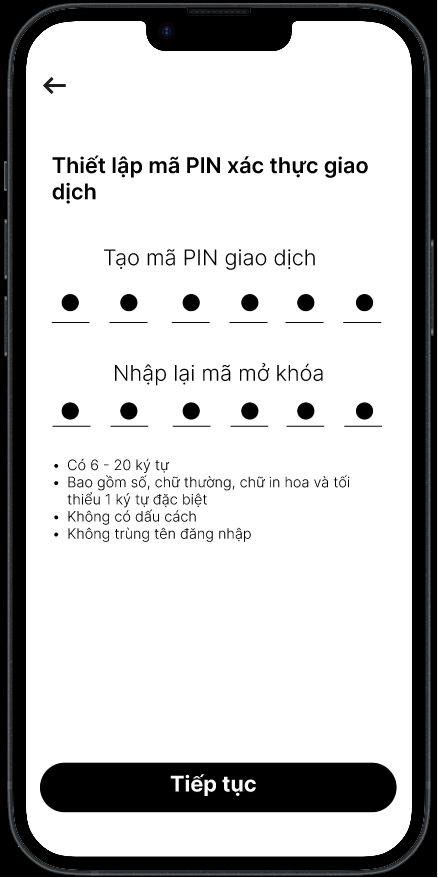 Thiết lập mã PIN xác thực giao
dịch
Tạo mã PIN giao dịch
Nhập lại mã mở khóa
• Có 6 - 20 ký tự
• Bao gồm số, chữ thường, chữ in hoa và tối
thiểu 1 ký tự đặc biệt
• Không có dấu cách
• Không trùng tên đăng nhập
Tiếp tục